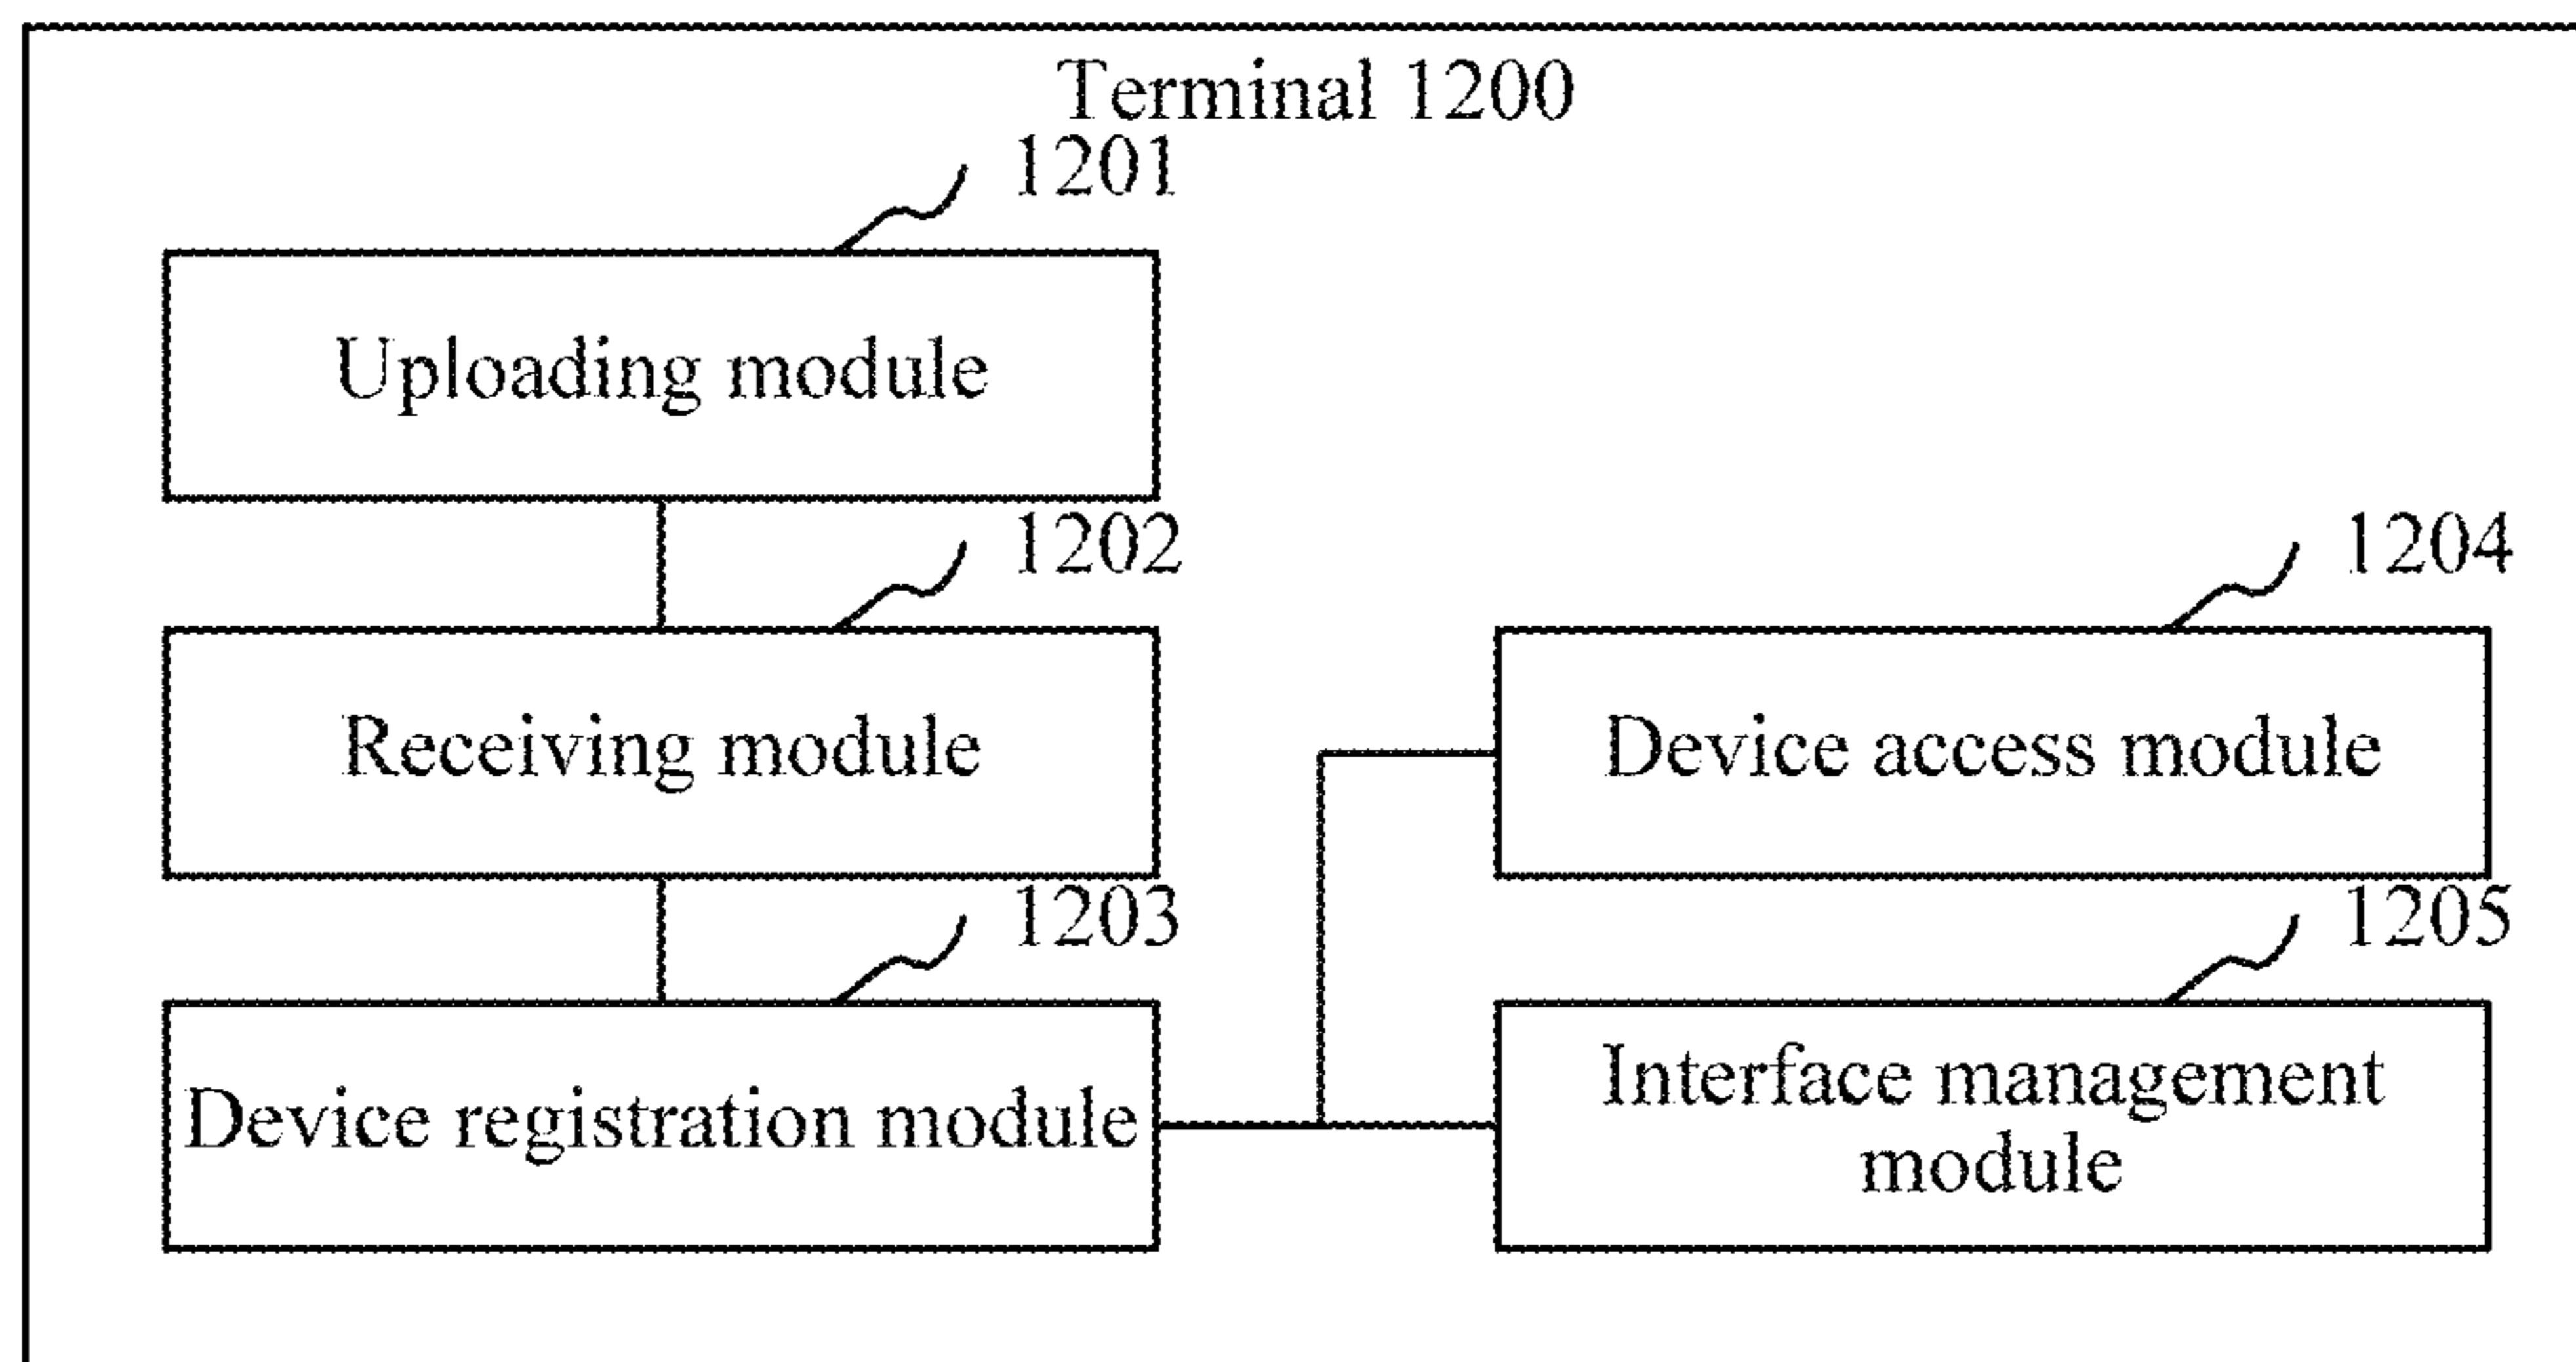 Terminal 1200
1201
Uploading module
1202
Receiving module
1203
Device registration module
1204
Device access module
1205
Interface management
module